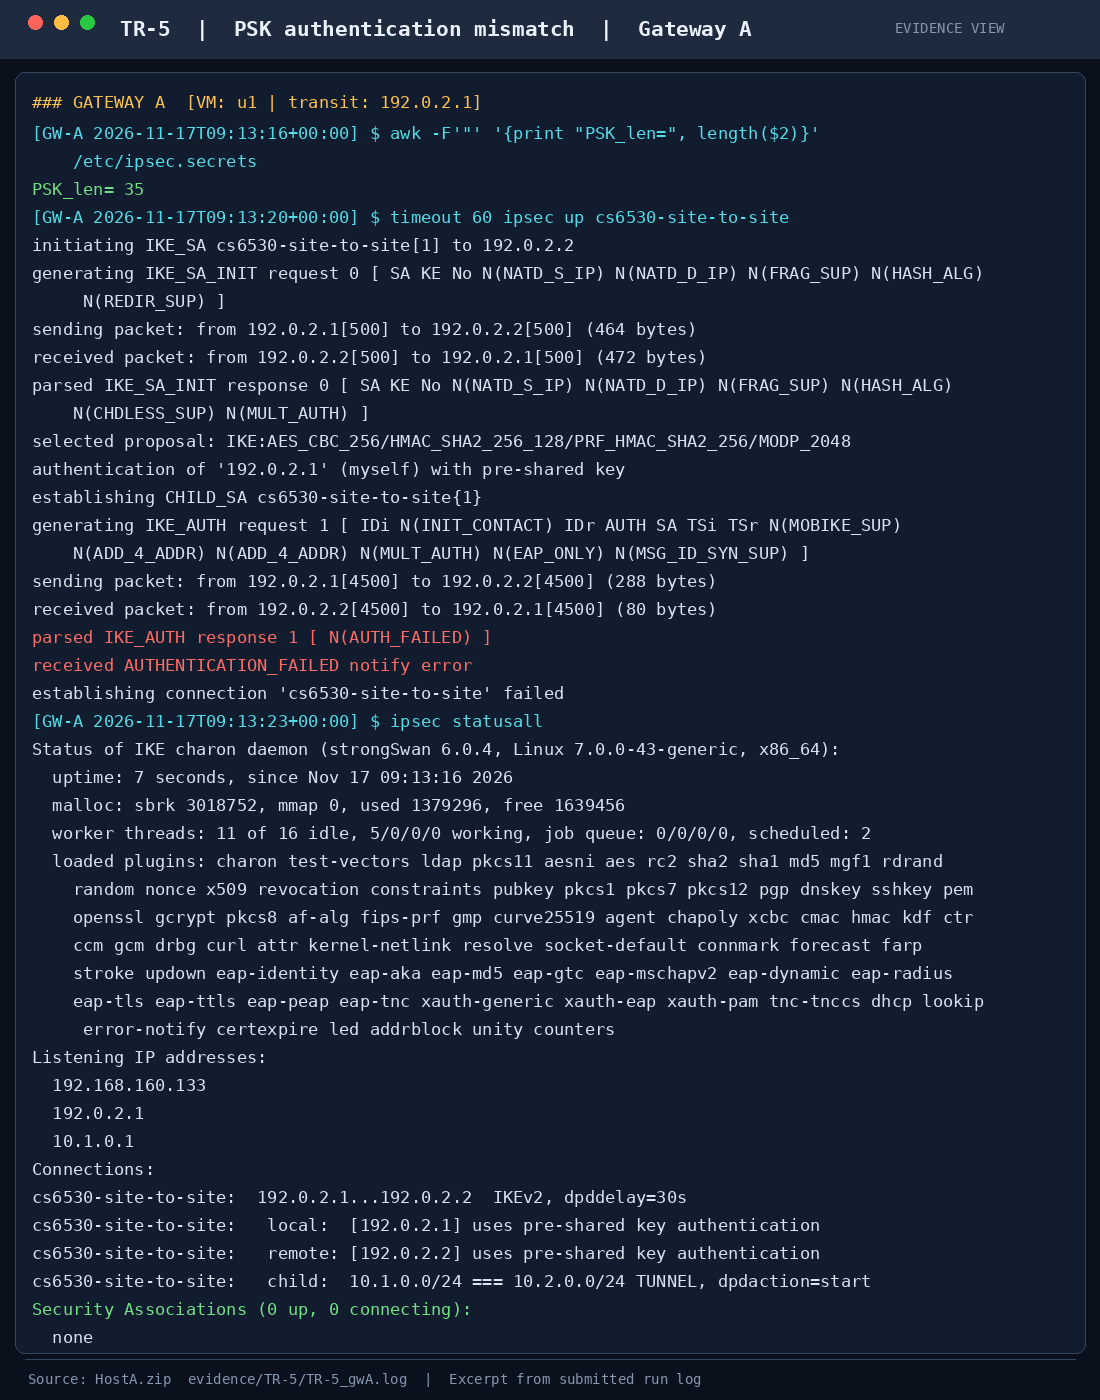 TR-5  |  PSK authentication mismatch  |  Gateway A
EVIDENCE VIEW
### GATEWAY A  [VM: u1 | transit: 192.0.2.1]
[GW-A 2026-11-17T09:13:16+00:00] $ awk -F'"' '{print "PSK_len=", length($2)}'
    /etc/ipsec.secrets
PSK_len= 35
[GW-A 2026-11-17T09:13:20+00:00] $ timeout 60 ipsec up cs6530-site-to-site
initiating IKE_SA cs6530-site-to-site[1] to 192.0.2.2
generating IKE_SA_INIT request 0 [ SA KE No N(NATD_S_IP) N(NATD_D_IP) N(FRAG_SUP) N(HASH_ALG)
     N(REDIR_SUP) ]
sending packet: from 192.0.2.1[500] to 192.0.2.2[500] (464 bytes)
received packet: from 192.0.2.2[500] to 192.0.2.1[500] (472 bytes)
parsed IKE_SA_INIT response 0 [ SA KE No N(NATD_S_IP) N(NATD_D_IP) N(FRAG_SUP) N(HASH_ALG)
    N(CHDLESS_SUP) N(MULT_AUTH) ]
selected proposal: IKE:AES_CBC_256/HMAC_SHA2_256_128/PRF_HMAC_SHA2_256/MODP_2048
authentication of '192.0.2.1' (myself) with pre-shared key
establishing CHILD_SA cs6530-site-to-site{1}
generating IKE_AUTH request 1 [ IDi N(INIT_CONTACT) IDr AUTH SA TSi TSr N(MOBIKE_SUP)
    N(ADD_4_ADDR) N(ADD_4_ADDR) N(MULT_AUTH) N(EAP_ONLY) N(MSG_ID_SYN_SUP) ]
sending packet: from 192.0.2.1[4500] to 192.0.2.2[4500] (288 bytes)
received packet: from 192.0.2.2[4500] to 192.0.2.1[4500] (80 bytes)
parsed IKE_AUTH response 1 [ N(AUTH_FAILED) ]
received AUTHENTICATION_FAILED notify error
establishing connection 'cs6530-site-to-site' failed
[GW-A 2026-11-17T09:13:23+00:00] $ ipsec statusall
Status of IKE charon daemon (strongSwan 6.0.4, Linux 7.0.0-43-generic, x86_64):
  uptime: 7 seconds, since Nov 17 09:13:16 2026
  malloc: sbrk 3018752, mmap 0, used 1379296, free 1639456
  worker threads: 11 of 16 idle, 5/0/0/0 working, job queue: 0/0/0/0, scheduled: 2
  loaded plugins: charon test-vectors ldap pkcs11 aesni aes rc2 sha2 sha1 md5 mgf1 rdrand
    random nonce x509 revocation constraints pubkey pkcs1 pkcs7 pkcs12 pgp dnskey sshkey pem
    openssl gcrypt pkcs8 af-alg fips-prf gmp curve25519 agent chapoly xcbc cmac hmac kdf ctr
    ccm gcm drbg curl attr kernel-netlink resolve socket-default connmark forecast farp
    stroke updown eap-identity eap-aka eap-md5 eap-gtc eap-mschapv2 eap-dynamic eap-radius
    eap-tls eap-ttls eap-peap eap-tnc xauth-generic xauth-eap xauth-pam tnc-tnccs dhcp lookip
     error-notify certexpire led addrblock unity counters
Listening IP addresses:
  192.168.160.133
  192.0.2.1
  10.1.0.1
Connections:
cs6530-site-to-site:  192.0.2.1...192.0.2.2  IKEv2, dpddelay=30s
cs6530-site-to-site:   local:  [192.0.2.1] uses pre-shared key authentication
cs6530-site-to-site:   remote: [192.0.2.2] uses pre-shared key authentication
cs6530-site-to-site:   child:  10.1.0.0/24 === 10.2.0.0/24 TUNNEL, dpdaction=start
Security Associations (0 up, 0 connecting):
  none
Source: HostA.zip  evidence/TR-5/TR-5_gwA.log  |  Excerpt from submitted run log